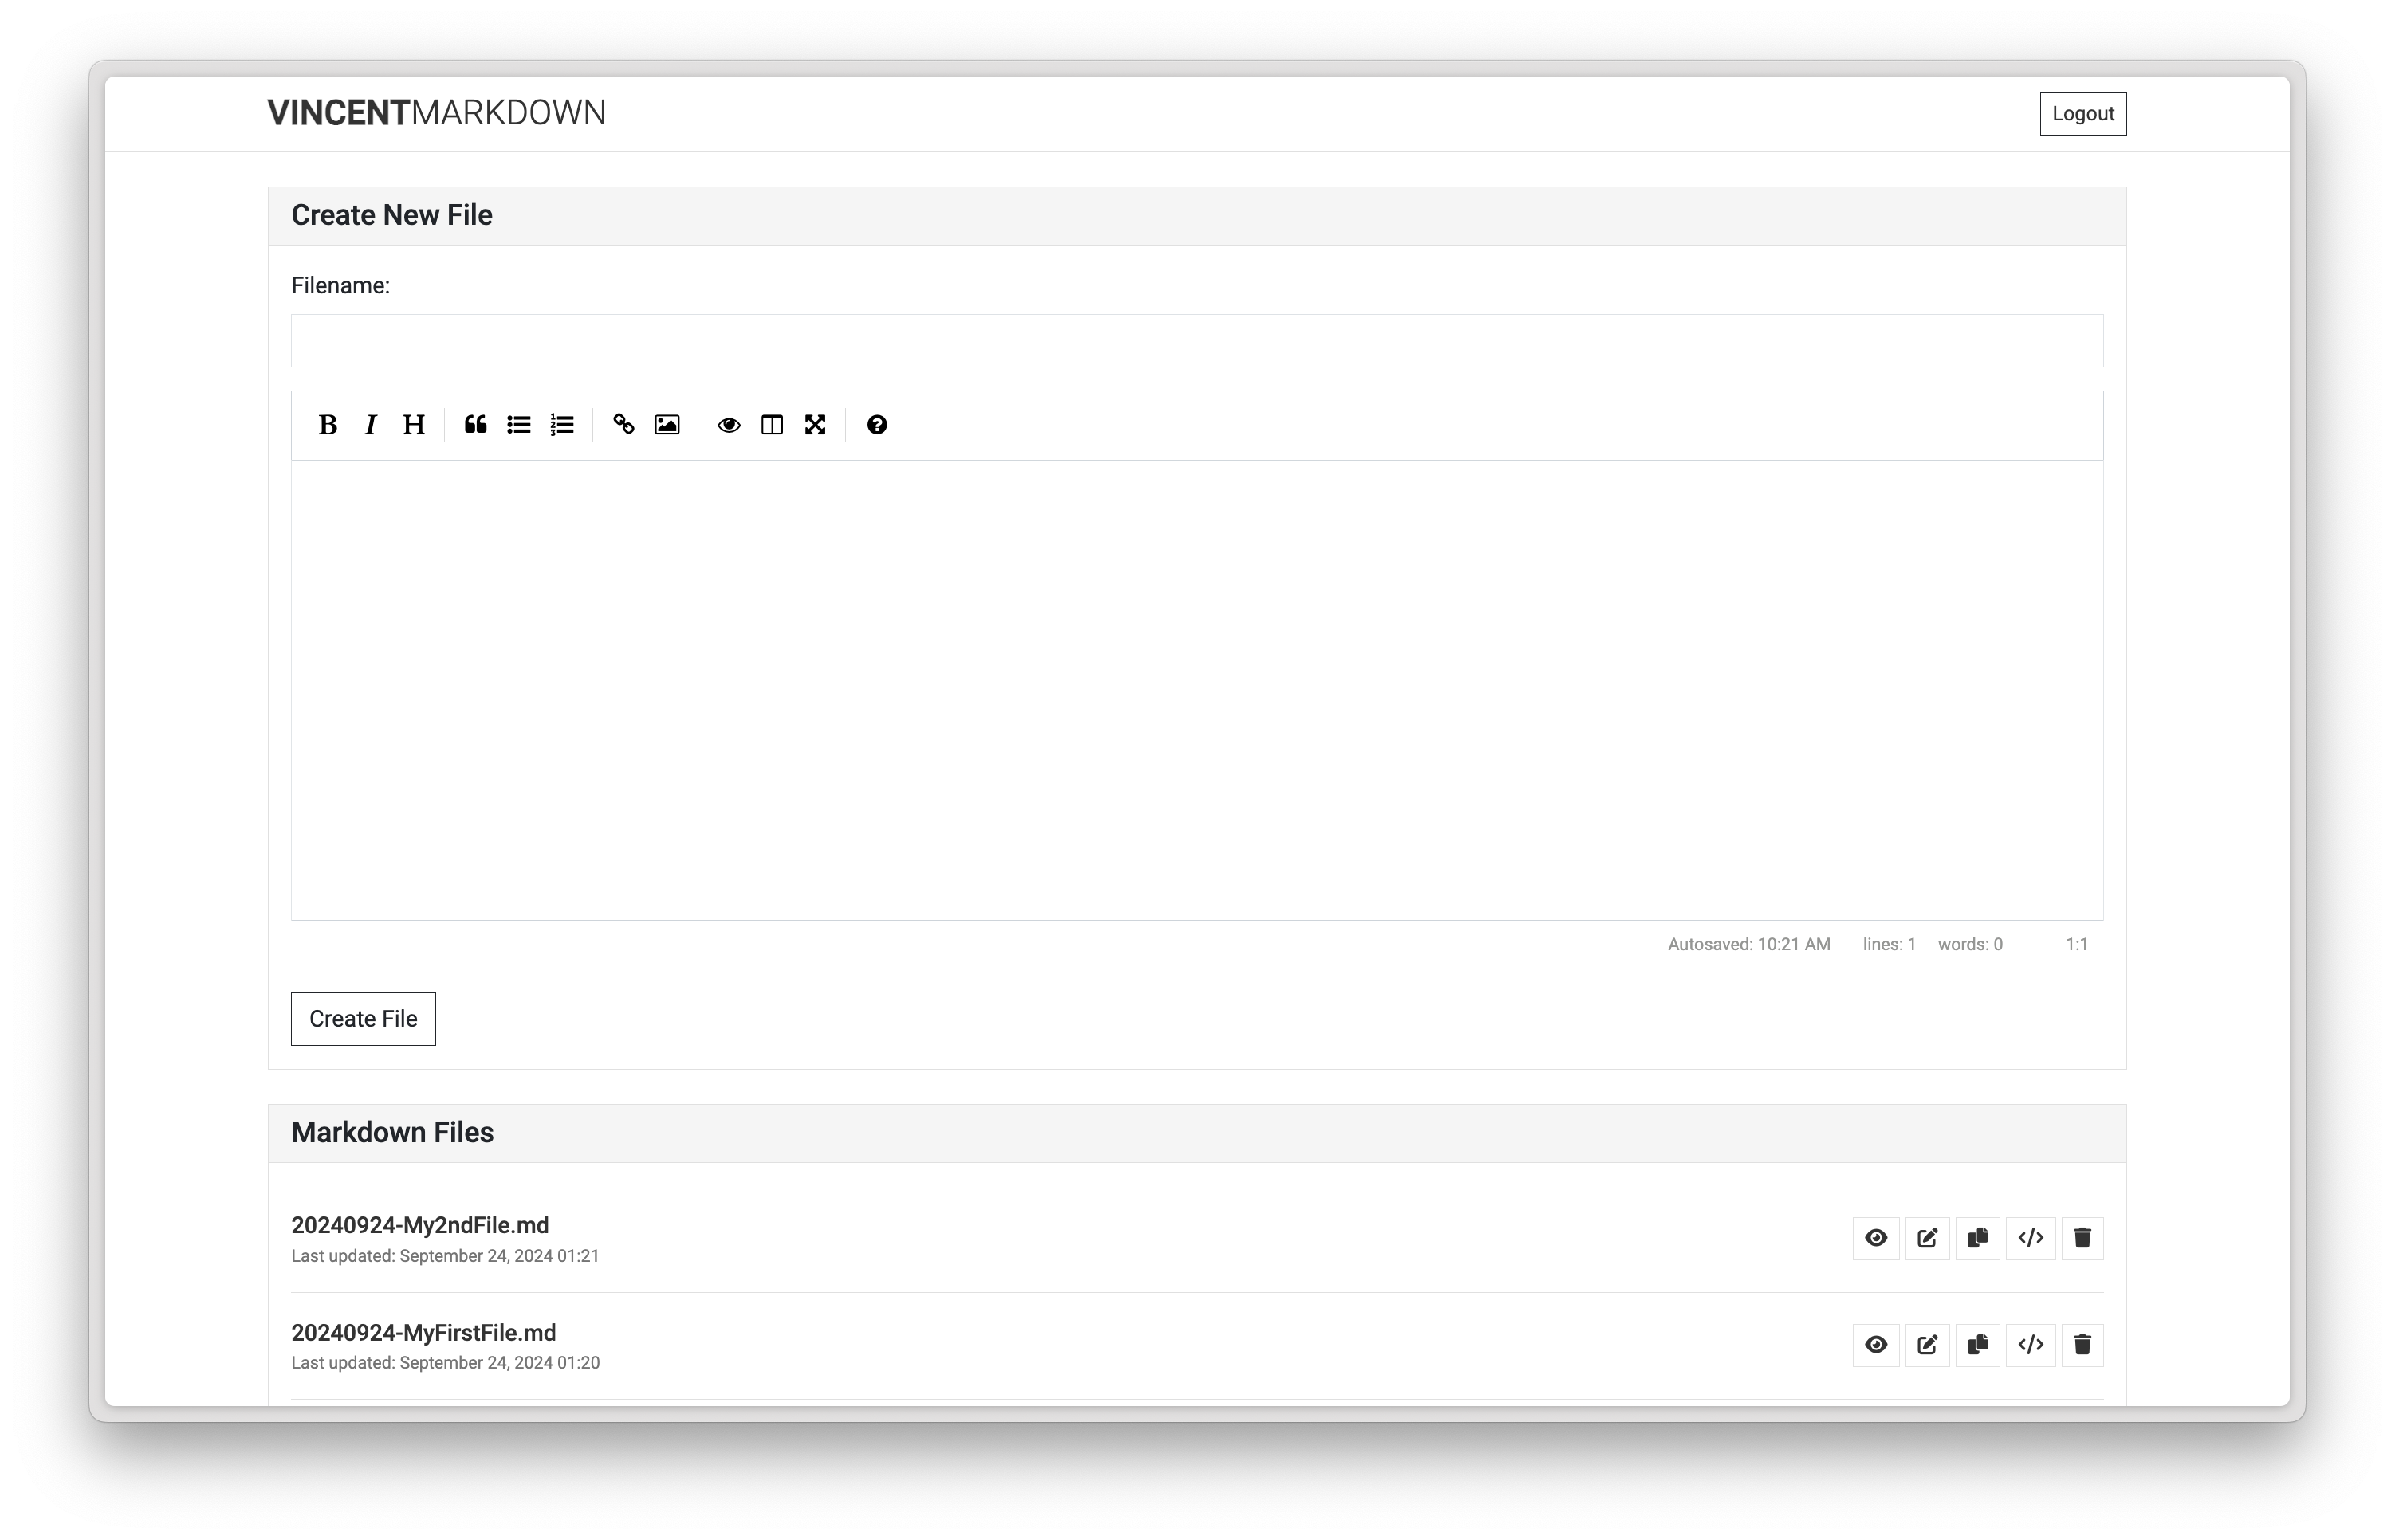 VINCENTMARKDOWN
Logout
Create New File
Filename:
B I H
Autosaved: 10:21 AM lines: 1 words: 0 1:1
Create File
Markdown Files
20240924-My2ndFile.md
Last updated: September 24, 2024 01:21
20240924-MyFirstFile.md
Last updated: September 24, 2024 01:20